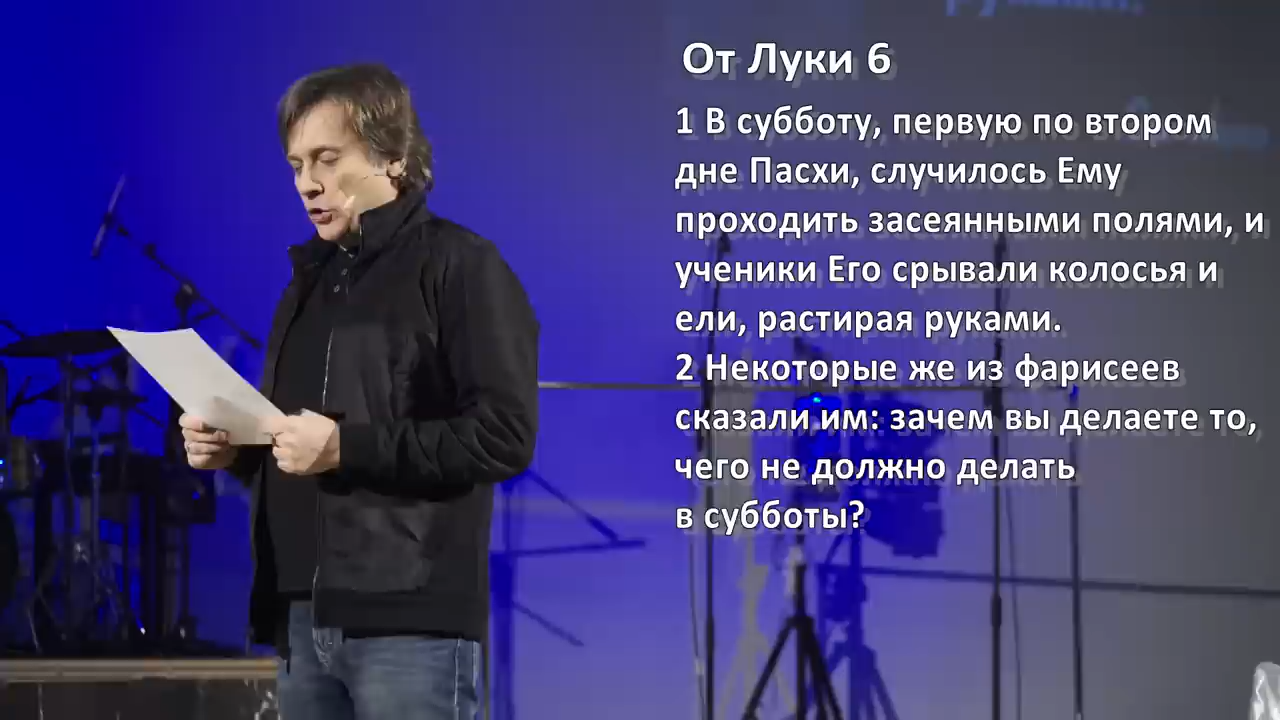 От Луки 6
1 В субботу, первую по втором
дне Пасхи, случилось Ему
проходить засеянными полями, и
ученики Его срывали колосья и
ели, растирая руками.
2 Некоторые же из фарисеев
сказали им: зачем вы делаете то,
чего не должно делать
в субботы?